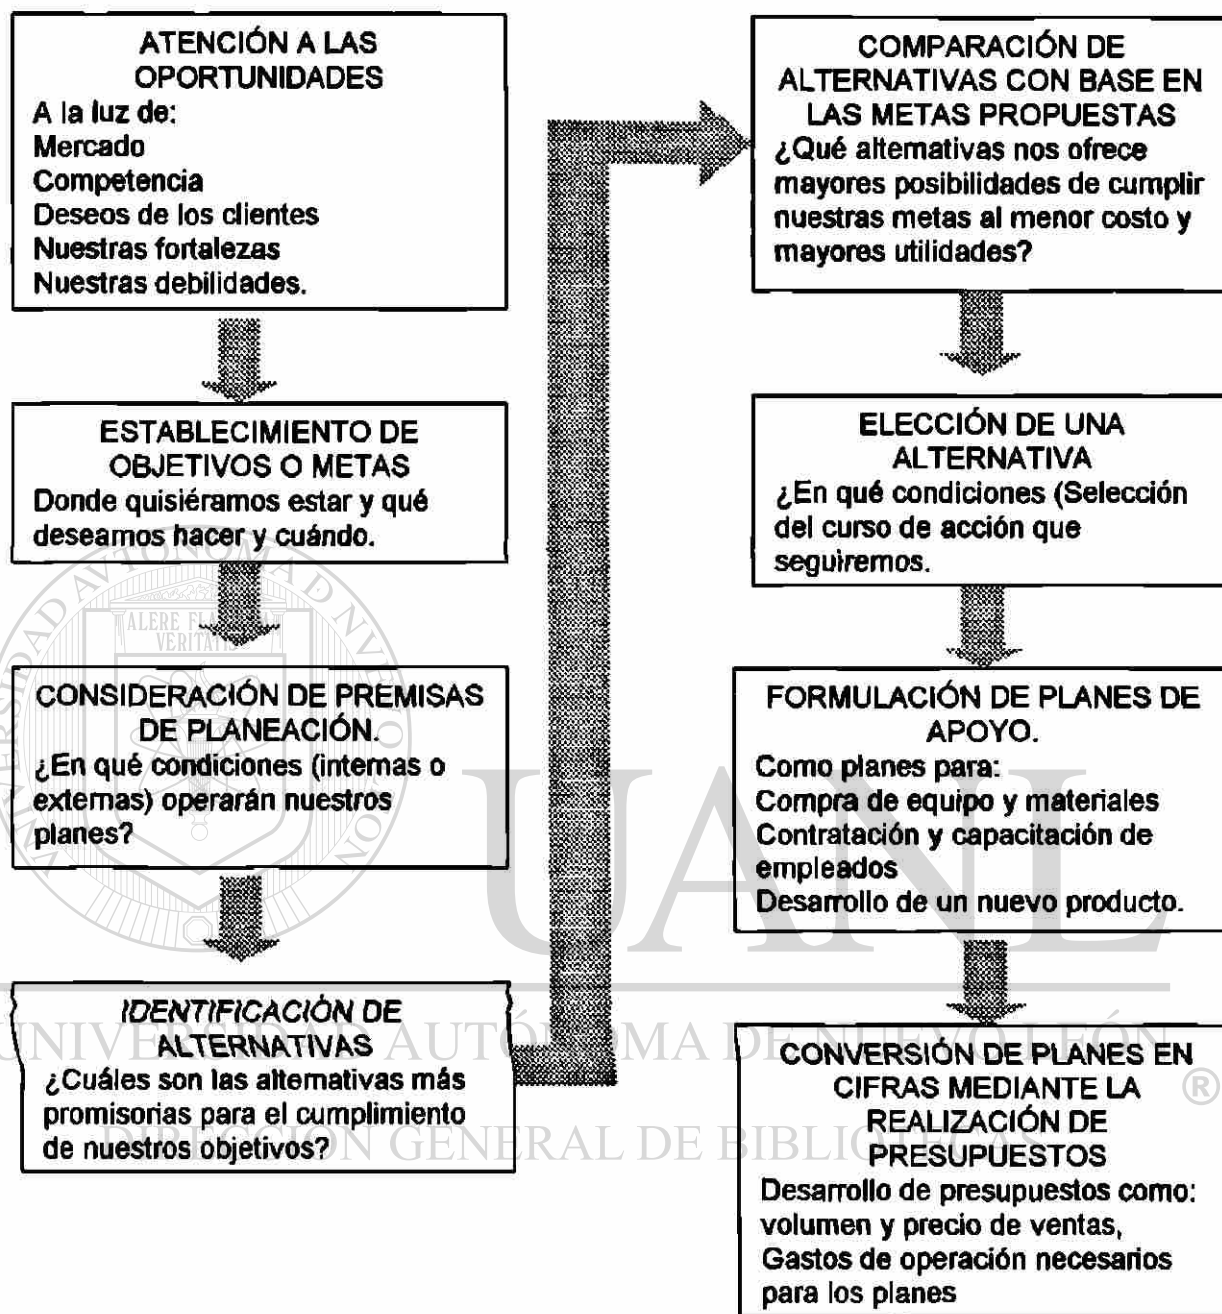 ATENCIÓN A LAS
OPORTUNIDADES
A la luz de:
Mercado
Competencia
Deseos de los clientes
Nuestras fortalezas
Nuestras debilidades.
ESTABLECIMIENTO DE
OBJETIVOS O METAS
Donde quisiéramos estar y qué
deseamos hacer y cuándo.
CONSIDERACIÓN DE PREMISAS
DE PLANEACIÓN.
¿En qué condiciones (internas o
externas) operarán nuestros
planes?
IDENTIFICACIÓN DE
ALTERNATIVAS
¿Cuáles son las alternativas más
promisorias para el cumplimiento
de nuestros objetivos?
COMPARACIÓN DE
ALTERNATIVAS CON BASE EN
LAS METAS PROPUESTAS
¿Qué alternativas nos ofrece
mayores posibilidades de cumplir
nuestras metas al menor costo y
mayores utilidades?
ELECCIÓN DE UNA
ALTERNATIVA
¿En qué condiciones (Selección
del curso de acción que
seguiremos.
FORMULACIÓN DE PLANES DE
APOYO.
Como planes para:
Compra de equipo y materiales
Contratación y capacitación de
empleados
Desarrollo de un nuevo producto.
CONVERSIÓN DE PLANES EN
CIFRAS MEDIANTE LA
REALIZACIÓN DE
PRESUPUESTOS
Desarrollo de presupuestos como:
volumen y precio de ventas,
Gastos de operación necesarios
para los planes
UANL
UNIVERSIDAD AUTÓNOMA DE NUEVO LEÓN
®
DIRECCIÓN GENERAL DE BIBLIOTECAS